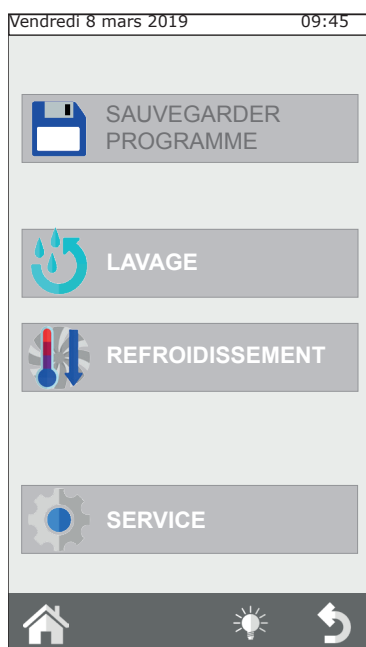 Vendredi 8 mars 2019 09:45
SAUVEGARDER
PROGRAMME
LAVAGE
REFROIDISSEMENT
SERVICE